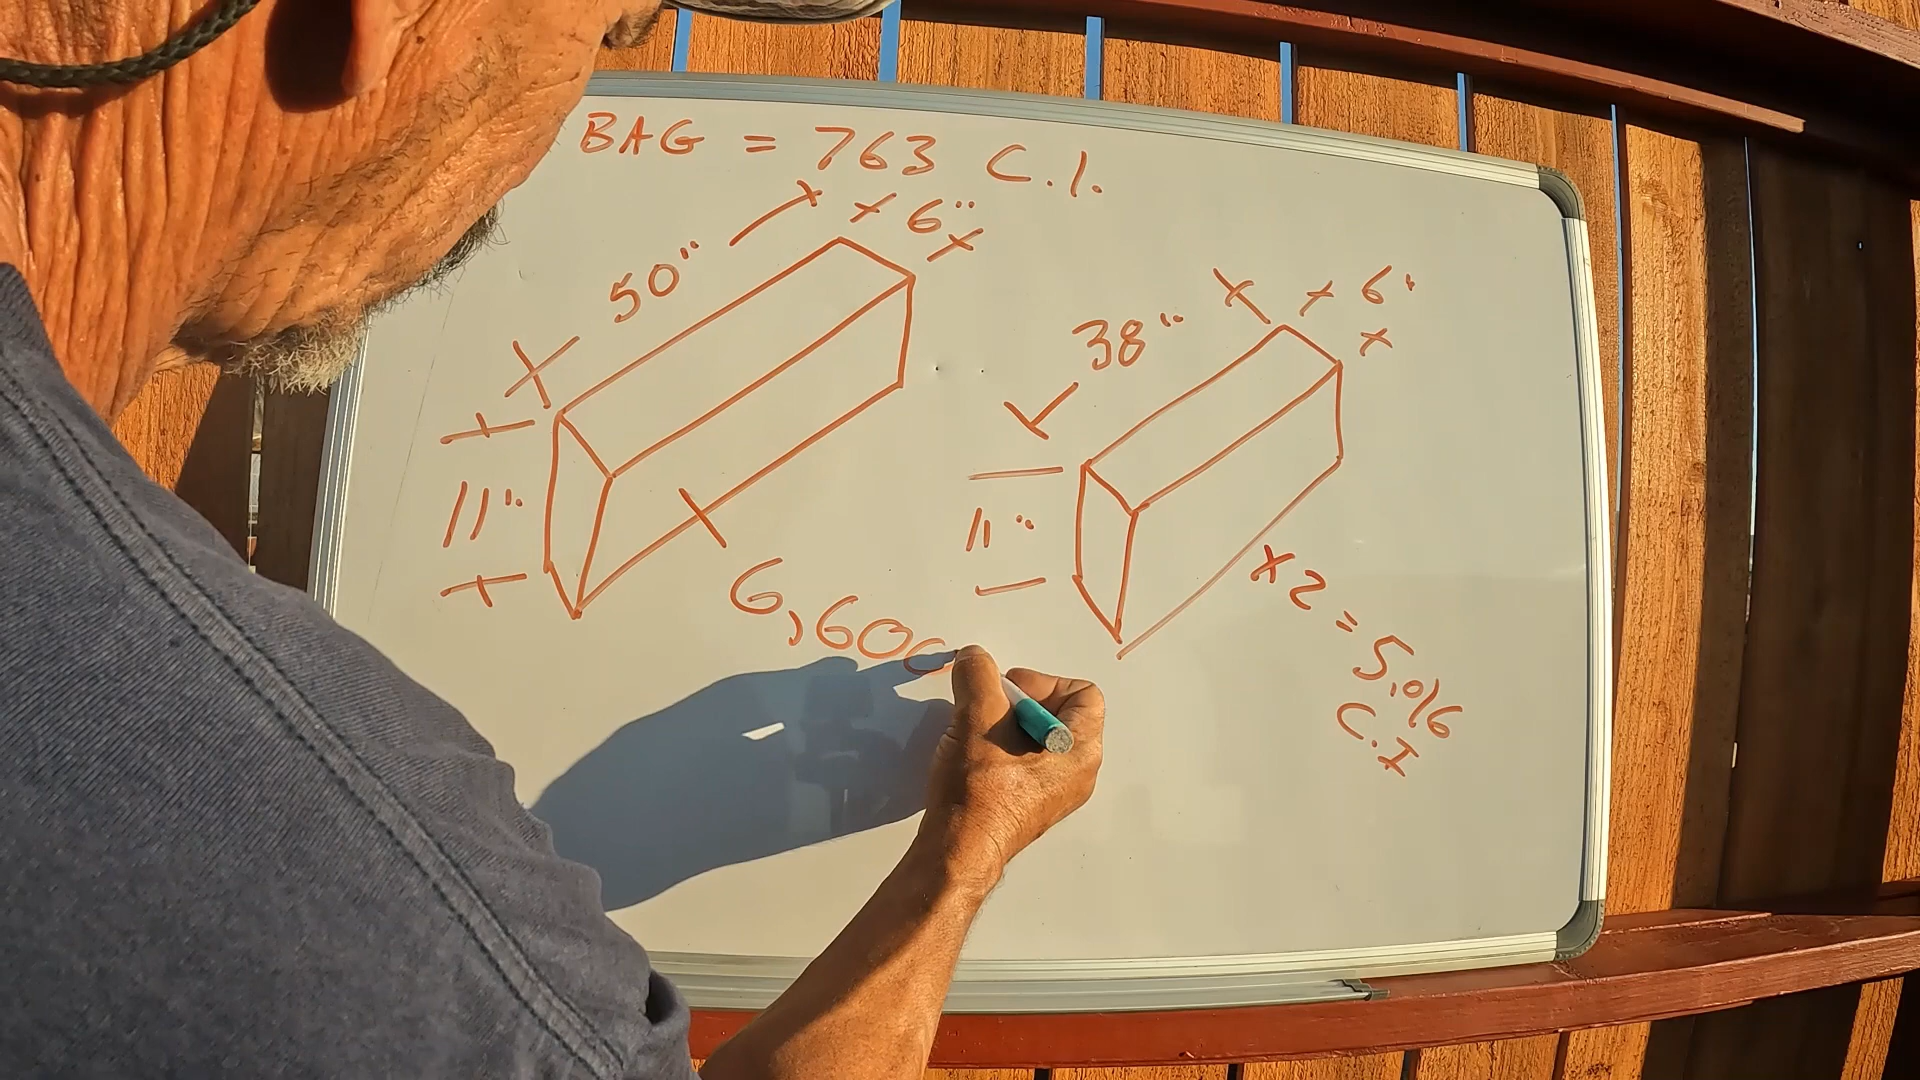 BAG = 763 C.I.
50"
6"
11"
6,600
38"
6"
11"
x2 = 5,016
C.I